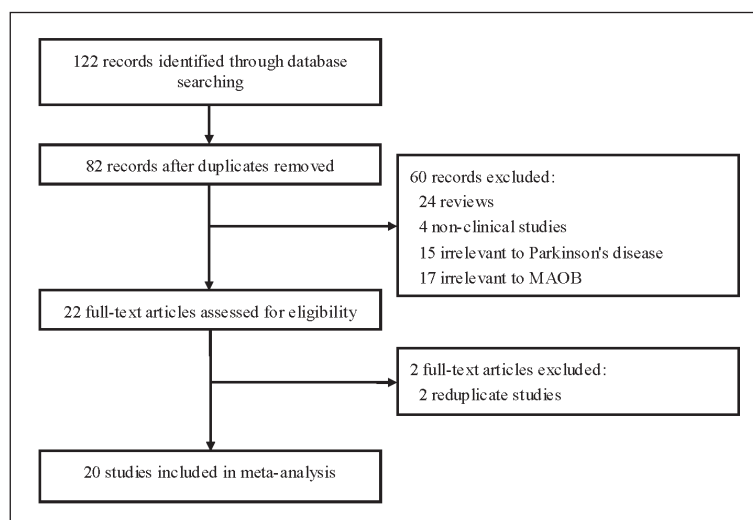 122 records identified through database
searching
82 records after duplicates removed
60 records excluded:
24 reviews
4 non-clinical studies
15 irrelevant to Parkinson's disease
17 irrelevant to MAOB
22 full-text articles assessed for eligibility
2 full-text articles excluded:
2 reduplicate studies
20 studies included in meta-analysis